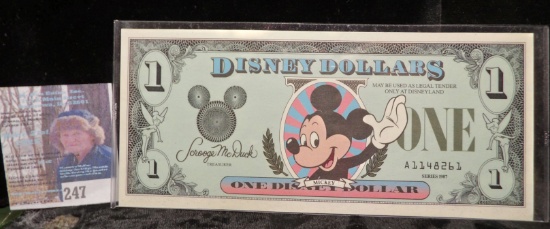 1
DISNEY DOLLARS
1
MAY BE USED AS LEGAL TENDER
ONLY AT DISNEYLAND
ONE
Scrooge McDuck
TREASURER
A1148261
SERIES 1987
MICKEY
1
ONE DISNEY DOLLAR
1
247